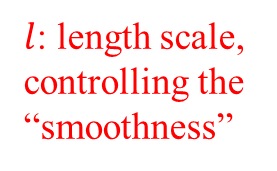 l: length scale,
controlling the
“smoothness”